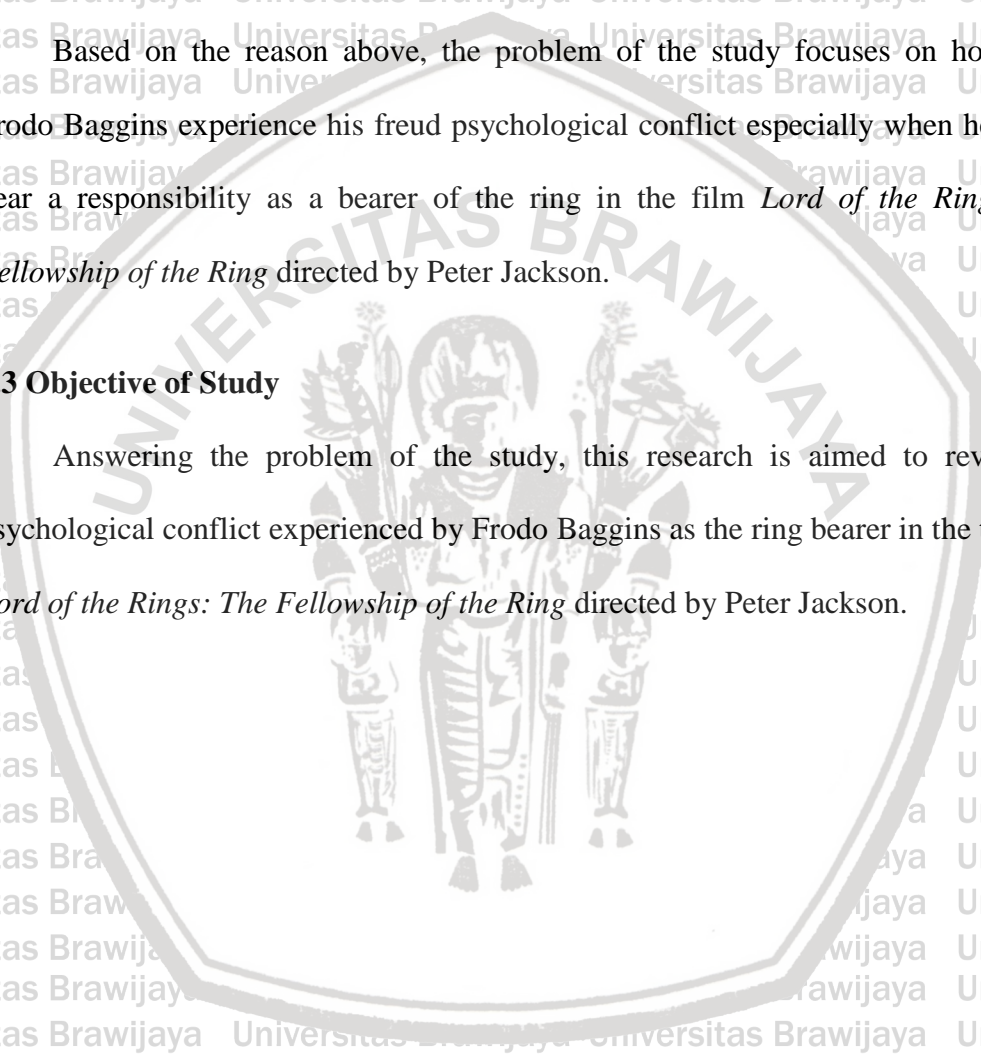 Based on the reason above, the problem of the study focuses on ho
rodo Baggins experience his freud psychological conflict especially when he
ear a responsibility as a bearer of the ring in the film Lord of the Ring
ellowship of the Ring directed by Peter Jackson.
.3 Objective of Study
Answering the problem of the study, this research is aimed to rev
sychological conflict experienced by Frodo Baggins as the ring bearer in the
ord of the Rings: The Fellowship of the Ring directed by Peter Jackson.
UNIVERSITAS BRAWIJAYA